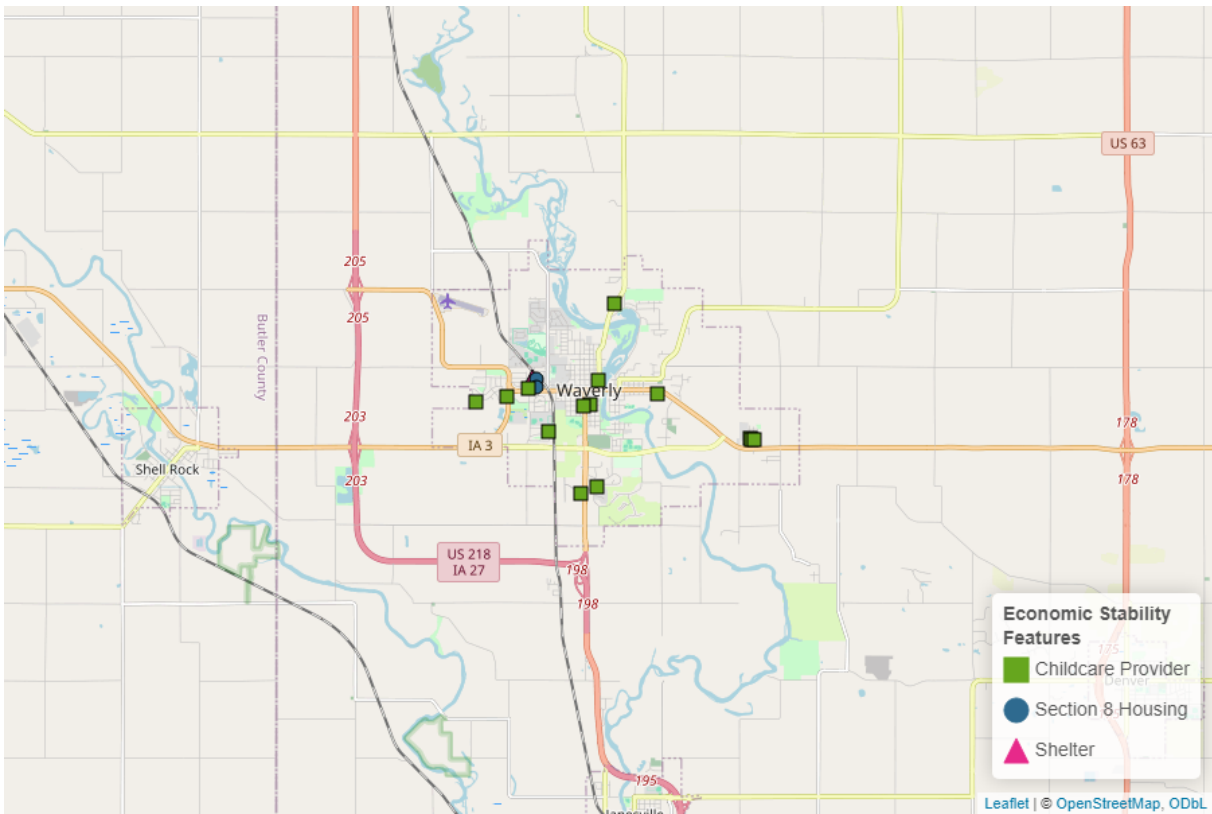 US 63
205
205
Butler County
Waverly
203
IA 3
178
Shell Rock
203
178
US 218
IA 27
198
198
Economic Stability
Features
175
Childcare Provider
Denver
Section 8 Housing
Shelter
195
Janesville
Leaflet | © OpenStreetMap, ODbL